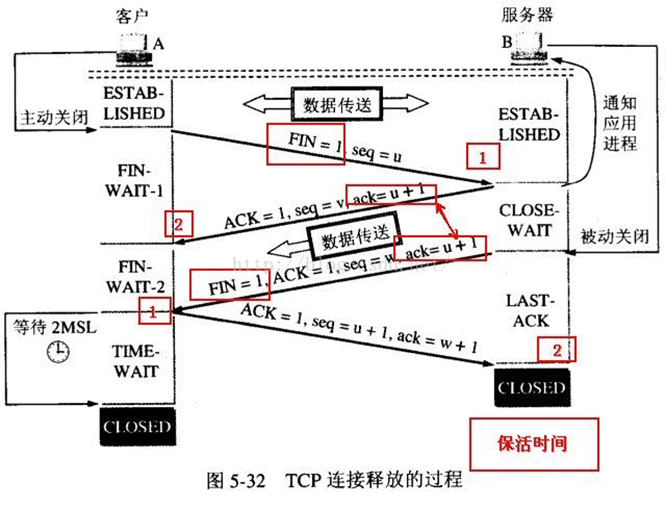 客户
服务器
A
B
ESTAB-
LISHED
数据传送
ESTAB-
LISHED
通知
应用
进程
主动关闭
FIN = 1, seq = u
1
FIN-
WAIT-1
2
ACK = 1, seq = v, ack= u + 1
CLOSE-
WAIT
数据传送
被动关闭
FIN-
WAIT-2
FIN = 1, ACK = 1, seq = w, ack= u + 1
1
等待 2MSL
LAST-
ACK
ACK = 1, seq = u + 1, ack = w + 1
2
TIME-
WAIT
CLOSED
CLOSED
保活时间
图 5-32 TCP 连接释放的过程